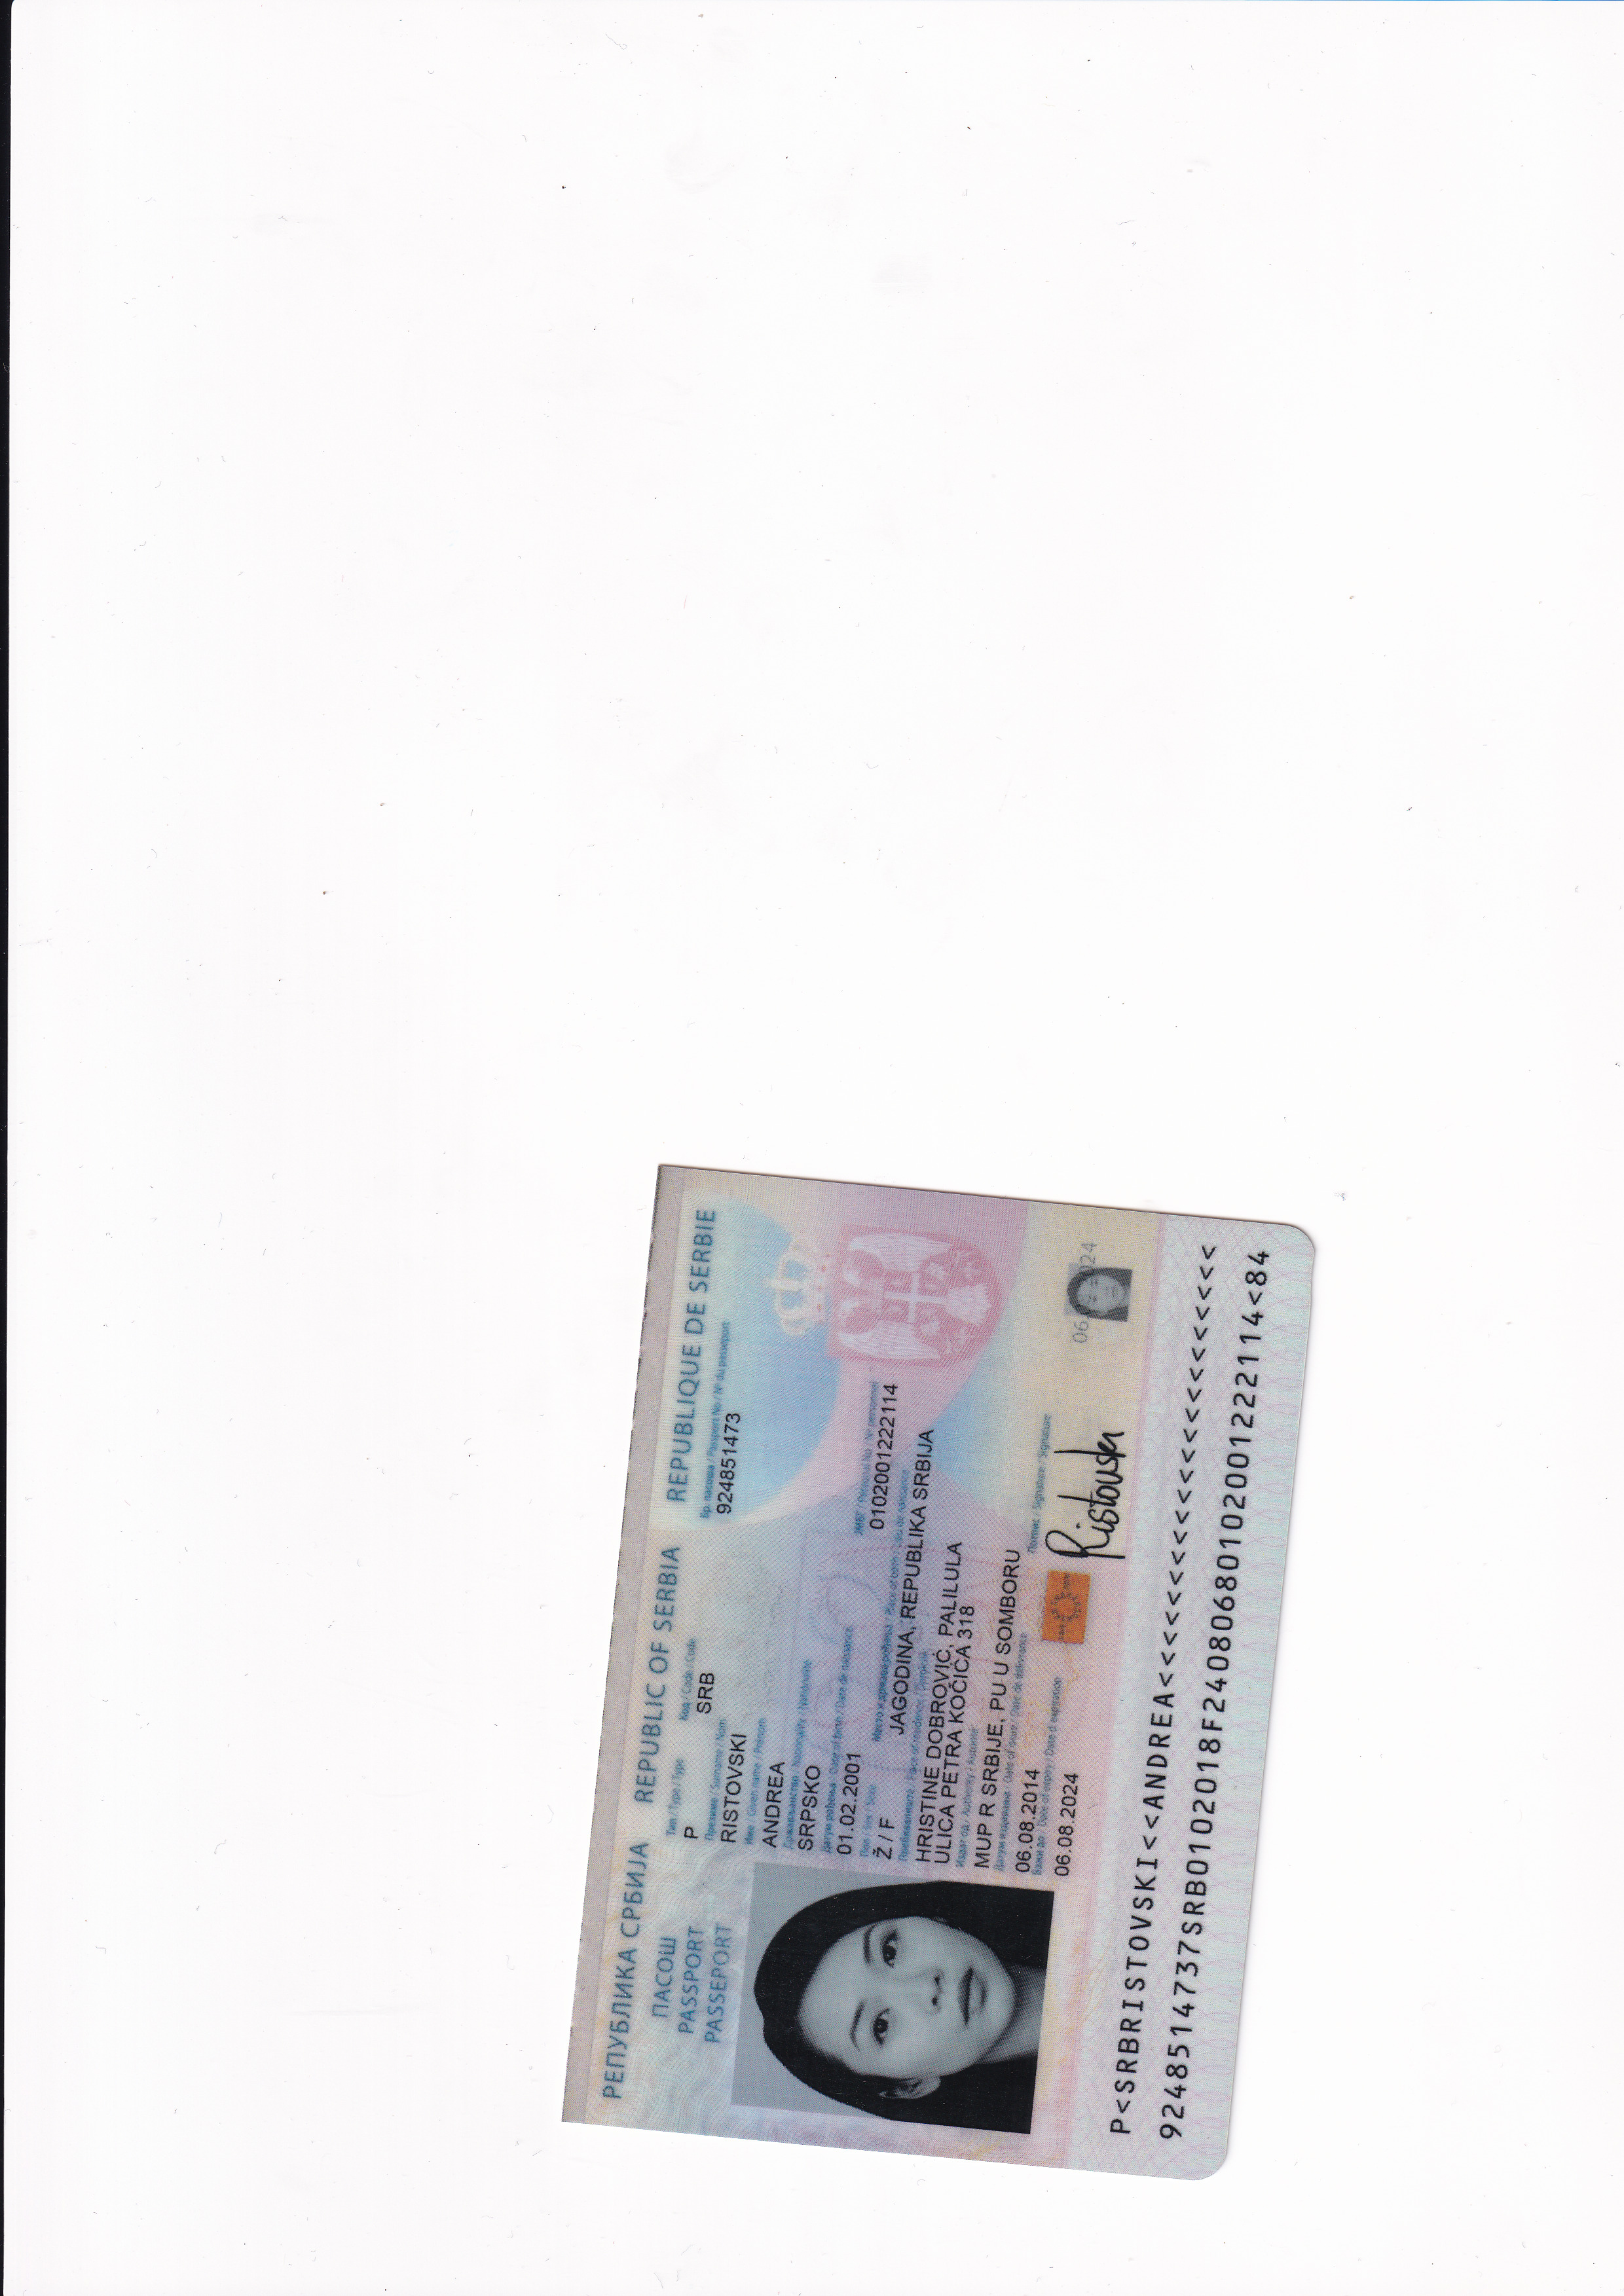 РЕПУБЛИКА СРБИЈА REPUBLIC OF SERBIA REPUBLIQUE DE SERBIE
ПАСОШ
PASSPORT
PASSEPORT
Тип / Type / Type Код / Code / Code Бр. пасоша / Passport No / Nº du passeport
P SRB 924851473
Презиме / Surname / Nom
RISTOVSKI
Име / Given name / Prénom
ANDREA
Држављанство / Nationality / Nationalité
SRPSKO
Датум рођења / Date of birth / Date de naissance
01.02.2001
ЈМБГ / Personal No / Nº personnel
0102001222114
Пол / Sex / Sexe
Ž / F
Место и држава рођења / Place of birth / Lieu de naissance
JAGODINA, REPUBLIKA SRBIJA
Пребивалиште / Place of residence / Domicile
HRISTINE DOBROVIĆ, PALILULA
ULICA PETRA KOČIĆA 318
Издат од / Authority / Autorité
MUP R SRBIJE, PU U SOMBORU
Датум издавања / Date of issue / Date de délivrance
06.08.2014
Важи до / Date of expiry / Date d'expiration
06.08.2024
Потпис / Signature / Signature
Ristovski
P<SRBRISTOVSKI<<ANDREA<<<<<<<<<<<<<<<<<<<<<<
9248514737SRB0102018F24080680102001222114<84